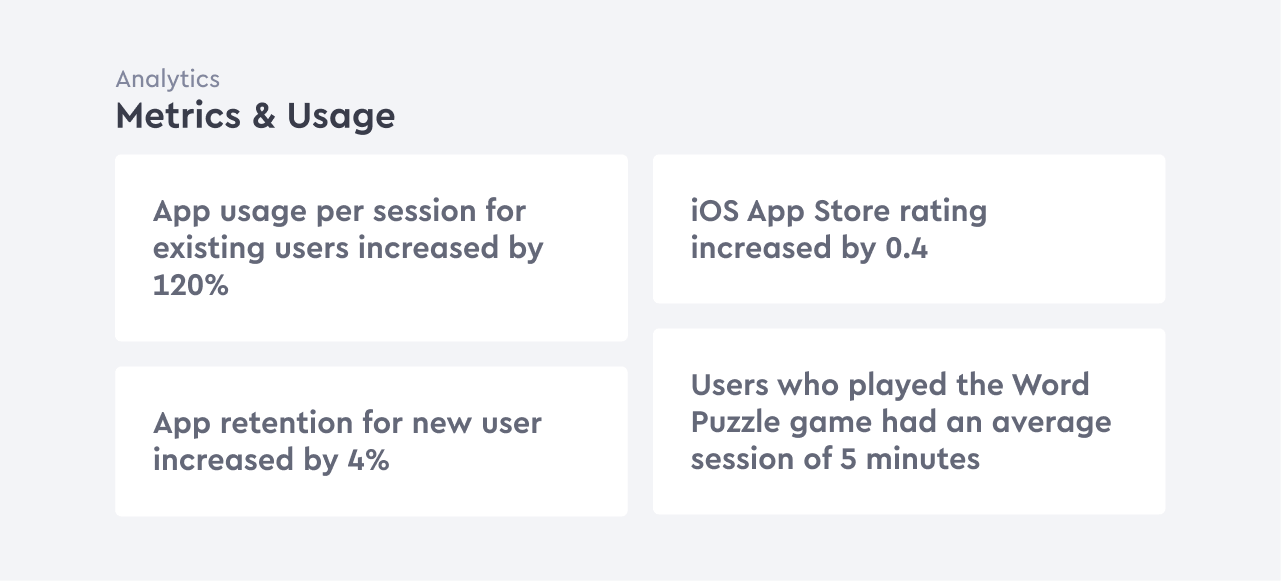 Analytics
Metrics & Usage
App usage per session for
existing users increased by
120%
App retention for new user
increased by 4%
iOS App Store rating
increased by 0.4
Users who played the Word
Puzzle game had an average
session of 5 minutes